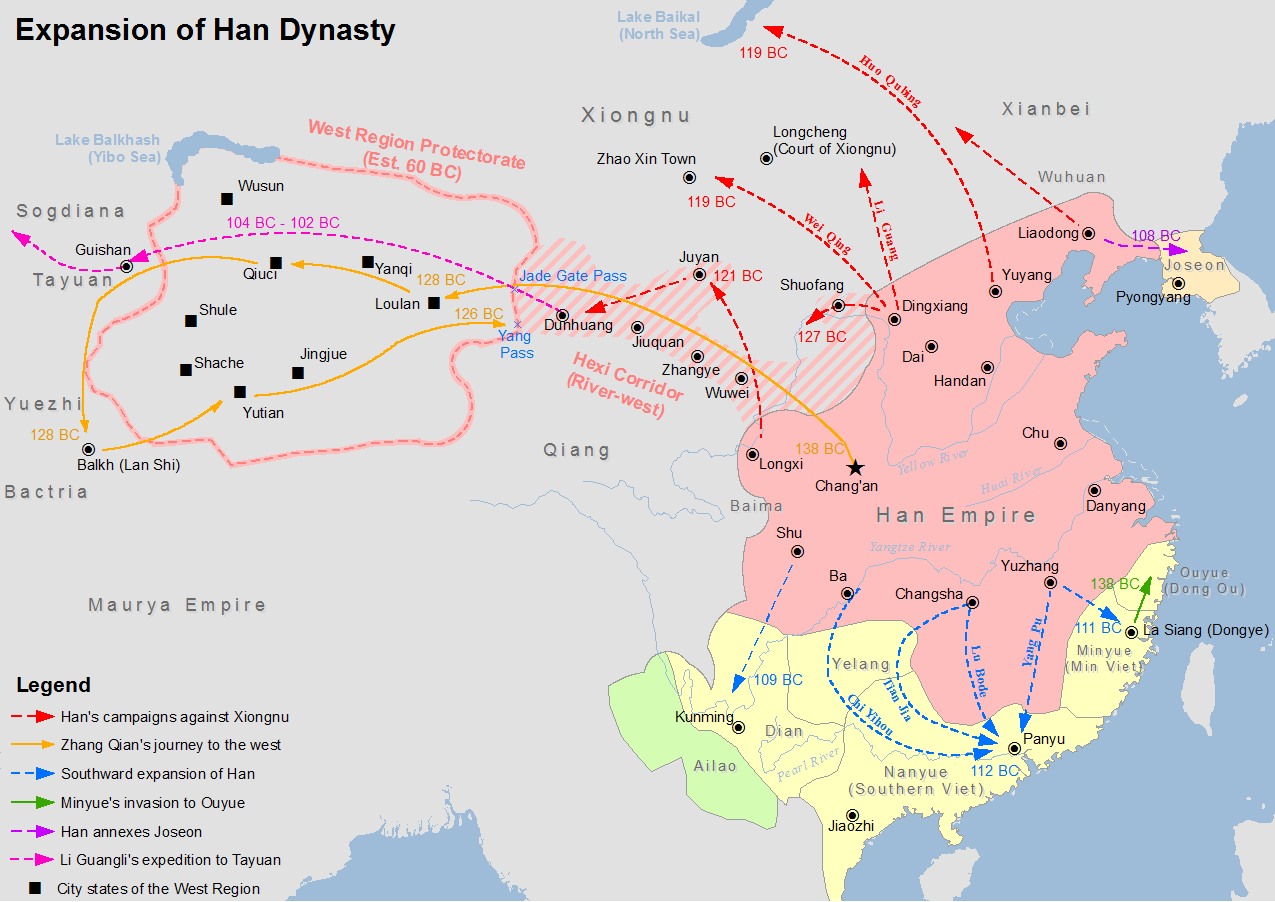 Expansion of Han Dynasty
Lake Baikal
(North Sea)
119 BC
Huo Qubing
Xianbei
Xiongnu
Longcheng
(Court of Xiongnu)
Zhao Xin Town
119 BC
Wuhuan
Lake Balkhash
(Yibo Sea)
West Region Protectorate
(Est. 60 BC)
Wusun
Sogdiana
104 BC - 102 BC
Guishan
Tayuan
Qiuci
Yanqi
Loulan
128 BC
126 BC
Jade Gate Pass
Yang
Pass
Juyan
121 BC
Shuofang
127 BC
Wei Qing
Li Guang
Dingxiang
Yuyang
Liaodong
108 BC
Joseon
Pyongyang
Shule
Shache
Jingjue
Yutian
Dunhuang
Jiuquan
Zhangye
Wuwei
Hexi Corridor
(River-west)
Dai
Handan
Yuezhi
128 BC
Balkh (Lan Shi)
Bactria
Qiang
138 BC
Longxi
Chang'an
Yellow River
Huai River
Chu
Baima
Han Empire
Danyang
Shu
Yangtze River
Ba
Changsha
Yuzhang
138 BC
Ouyue
(Dong Ou)
Maurya Empire
111 BC
La Siang (Dongye)
Minyue
(Min Viet)
Yang Pu
Lu Bode
Tian Jia
Chi Yihou
Yelang
109 BC
Kunming
Dian
Ailao
Pearl River
Panyu
112 BC
Nanyue
(Southern Viet)
Jiaozhi
Legend
Han's campaigns against Xiongnu
Zhang Qian's journey to the west
Southward expansion of Han
Minyue's invasion to Ouyue
Han annexes Joseon
Li Guangli's expedition to Tayuan
City states of the West Region